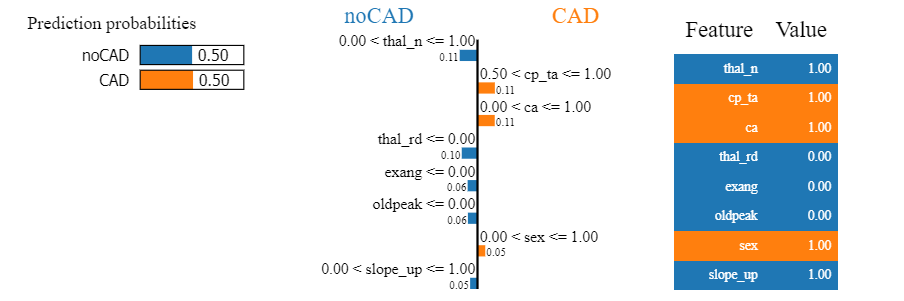 Prediction probabilities
noCAD 0.50
CAD 0.50
noCAD CAD
0.00 < thal_n <= 1.00
0.11
0.50 < cp_ta <= 1.00
0.11
0.00 < ca <= 1.00
0.11
thal_rd <= 0.00
0.10
exang <= 0.00
0.06
oldpeak <= 0.00
0.06
0.00 < sex <= 1.00
0.05
0.00 < slope_up <= 1.00
0.05
Feature Value
thal_n 1.00
cp_ta 1.00
ca 1.00
thal_rd 0.00
exang 0.00
oldpeak 0.00
sex 1.00
slope_up 1.00